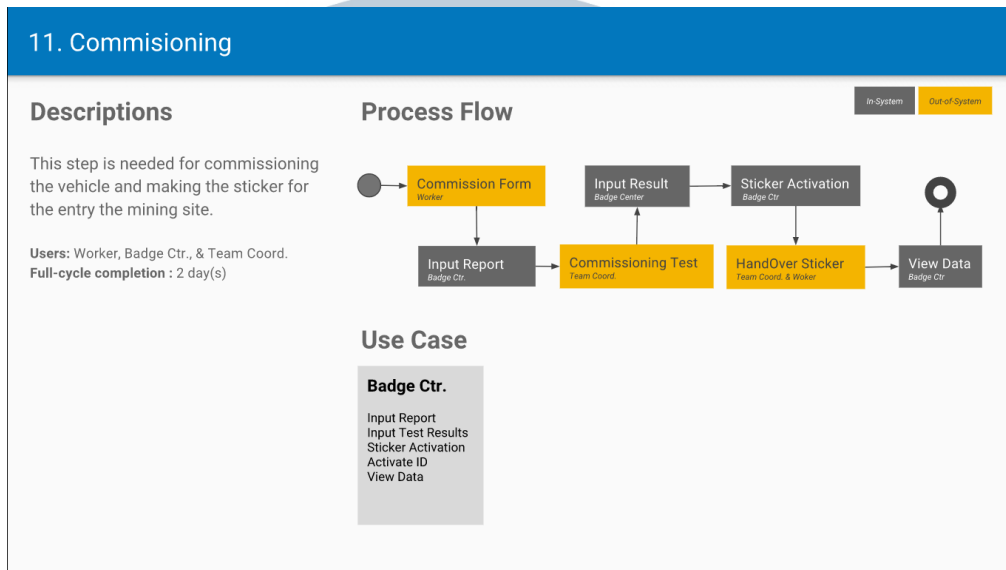 11. Commisioning
Descriptions
This step is needed for commissioning
the vehicle and making the sticker for
the entry the mining site.
Users: Worker, Badge Ctr., & Team Coord.
Full-cycle completion : 2 day(s)
Process Flow
In-System
Out-of-System
Commission Form
Worker
Input Report
Badge Ctr.
Commissioning Test
Team Coord.
Input Result
Badge Center
Sticker Activation
Badge Ctr
HandOver Sticker
Team Coord. & Woker
View Data
Badge Ctr
Use Case
Badge Ctr.
Input Report
Input Test Results
Sticker Activation
Activate ID
View Data